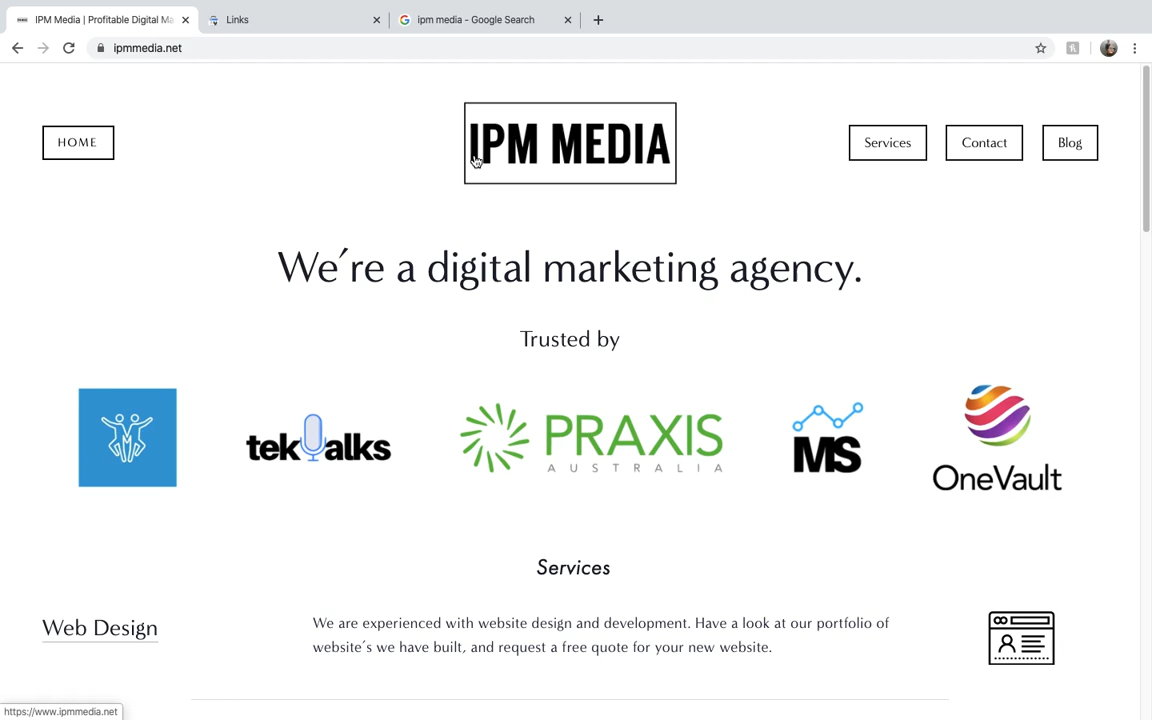 IPM Media | Profitable Digital Ma
Links
ipm media - Google Search
ipmmedia.net
HOME
IPM MEDIA
Services
Contact
Blog
We´re a digital marketing agency.
Trusted by
tek talks
PRAXIS
AUSTRALIA
MS
OneVault
Services
Web Design
We are experienced with website design and development. Have a look at our portfolio of
website´s we have built, and request a free quote for your new website.
https://www.ipmmedia.net